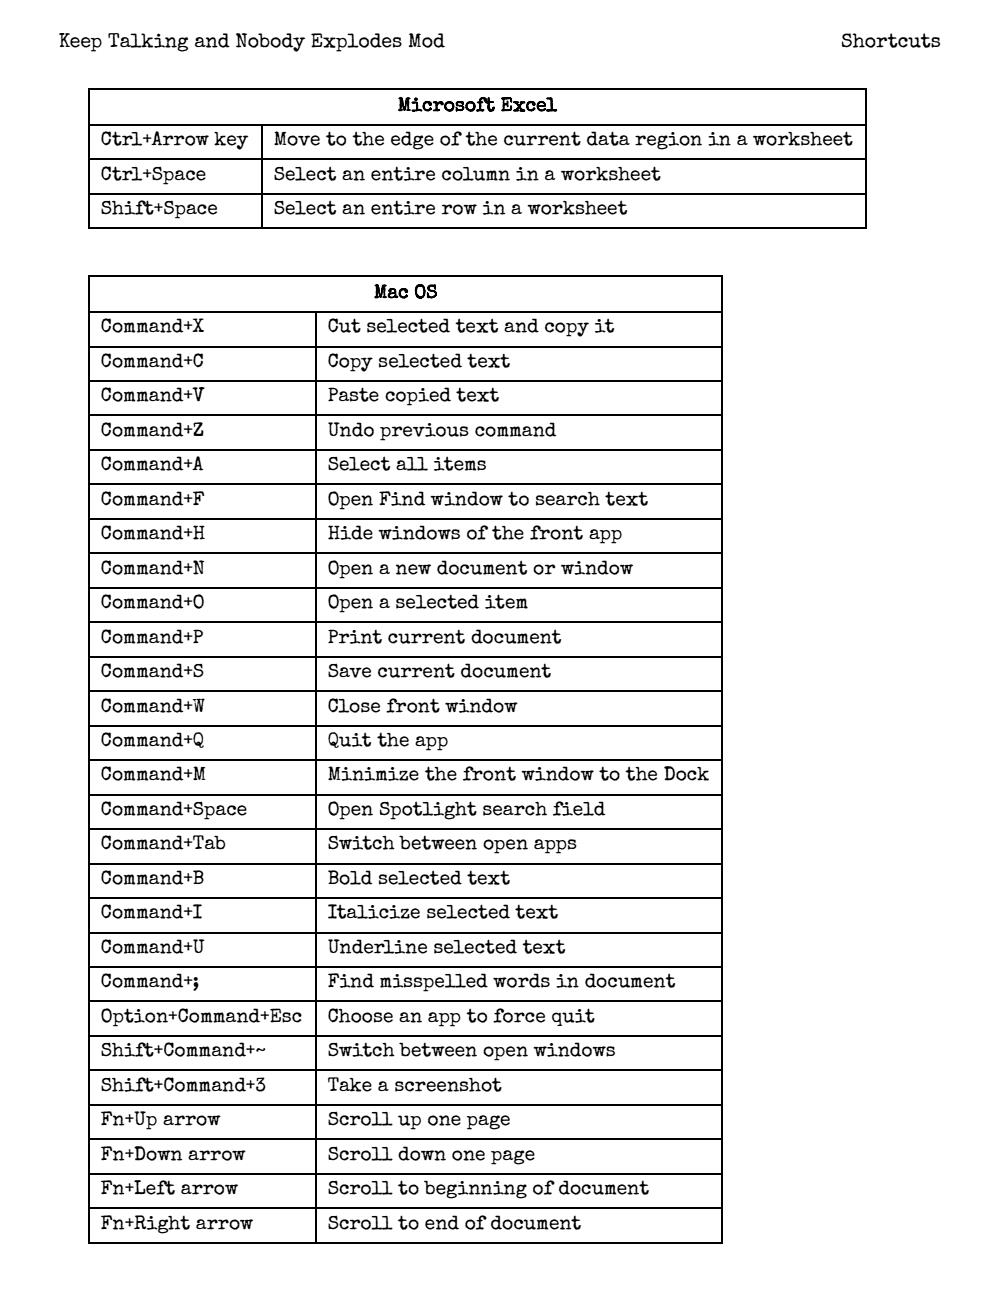 Keep Talking and Nobody Explodes Mod Shortcuts
Microsoft Excel
Ctrl+Arrow key Move to the edge of the current data region in a worksheet
Ctrl+Space Select an entire column in a worksheet
Shift+Space Select an entire row in a worksheet
Mac OS
Command+X Cut selected text and copy it
Command+C Copy selected text
Command+V Paste copied text
Command+Z Undo previous command
Command+A Select all items
Command+F Open Find window to search text
Command+H Hide windows of the front app
Command+N Open a new document or window
Command+O Open a selected item
Command+P Print current document
Command+S Save current document
Command+W Close front window
Command+Q Quit the app
Command+M Minimize the front window to the Dock
Command+Space Open Spotlight search field
Command+Tab Switch between open apps
Command+B Bold selected text
Command+I Italicize selected text
Command+U Underline selected text
Command+; Find misspelled words in document
Option+Command+Esc Choose an app to force quit
Shift+Command+~ Switch between open windows
Shift+Command+3 Take a screenshot
Fn+Up arrow Scroll up one page
Fn+Down arrow Scroll down one page
Fn+Left arrow Scroll to beginning of document
Fn+Right arrow Scroll to end of document